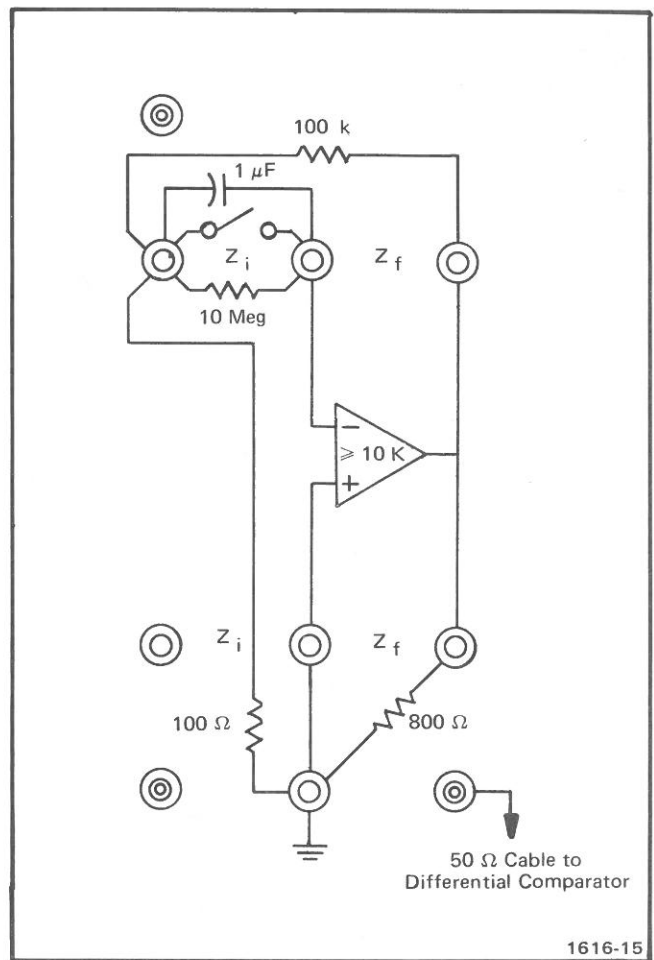 100 k
1 μF
Z i
Z f
10 Meg
−
⩾ 10 K
+
Z i
Z f
100 Ω
800 Ω
50 Ω Cable to
Differential Comparator
1616-15